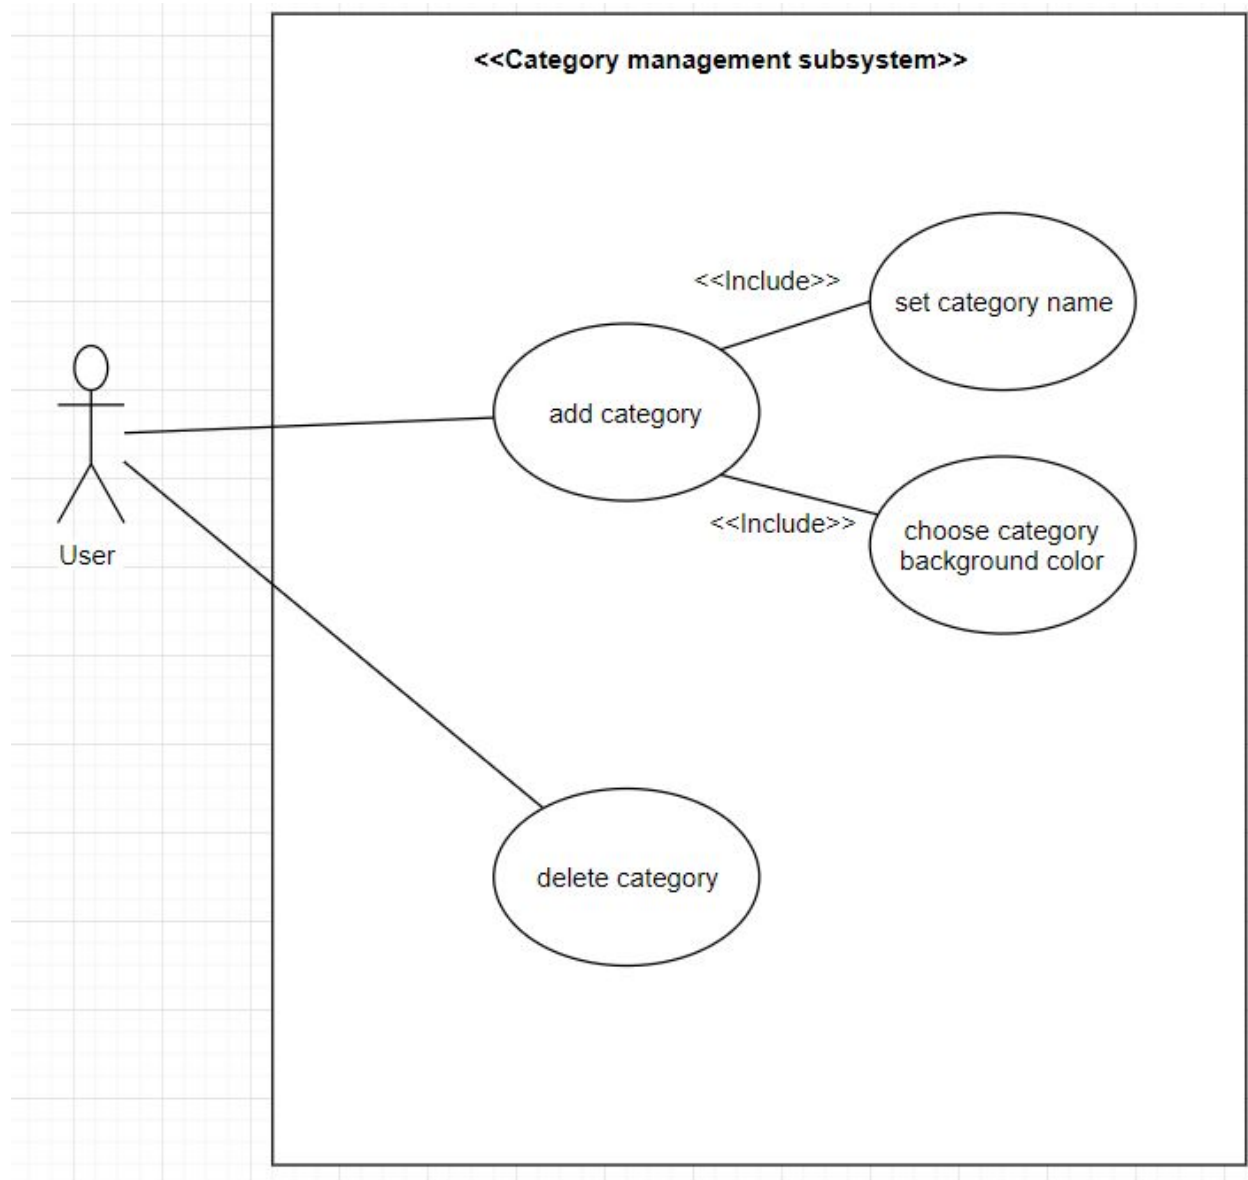 <<Category management subsystem>>
<<Include>>
set category name
add category
<<Include>>
choose category
background color
User
delete category